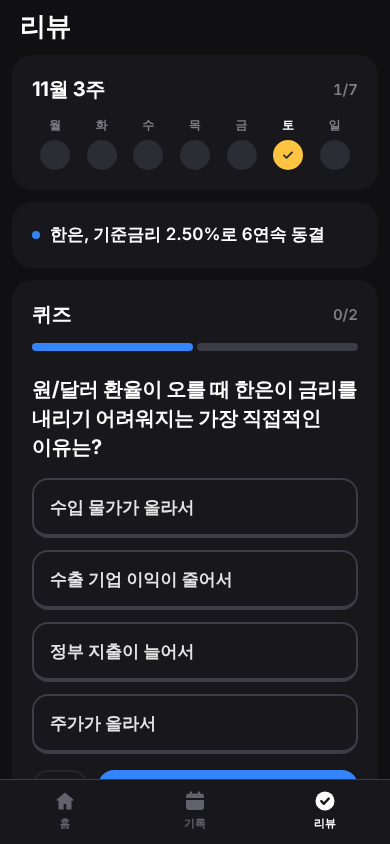 리뷰
11월 3주
1/7
월 화 수 목 금 토 일
한은, 기준금리 2.50%로 6연속 동결
퀴즈
0/2
원/달러 환율이 오를 때 한은이 금리를
내리기 어려워지는 가장 직접적인
이유는?
수입 물가가 올라서
수출 기업 이익이 줄어서
정부 지출이 늘어서
주가가 올라서
홈 기록 리뷰